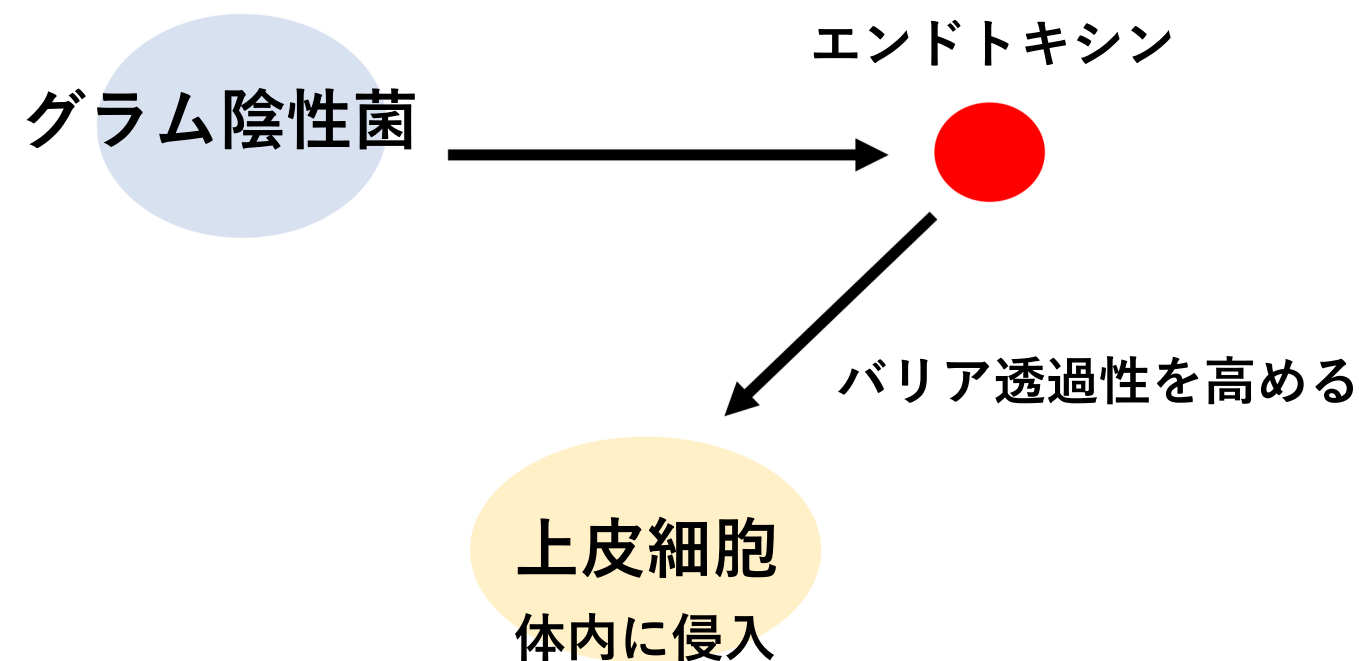 エンドトキシン
グラム陰性菌
バリア透過性を高める
上皮細胞
体内に侵入